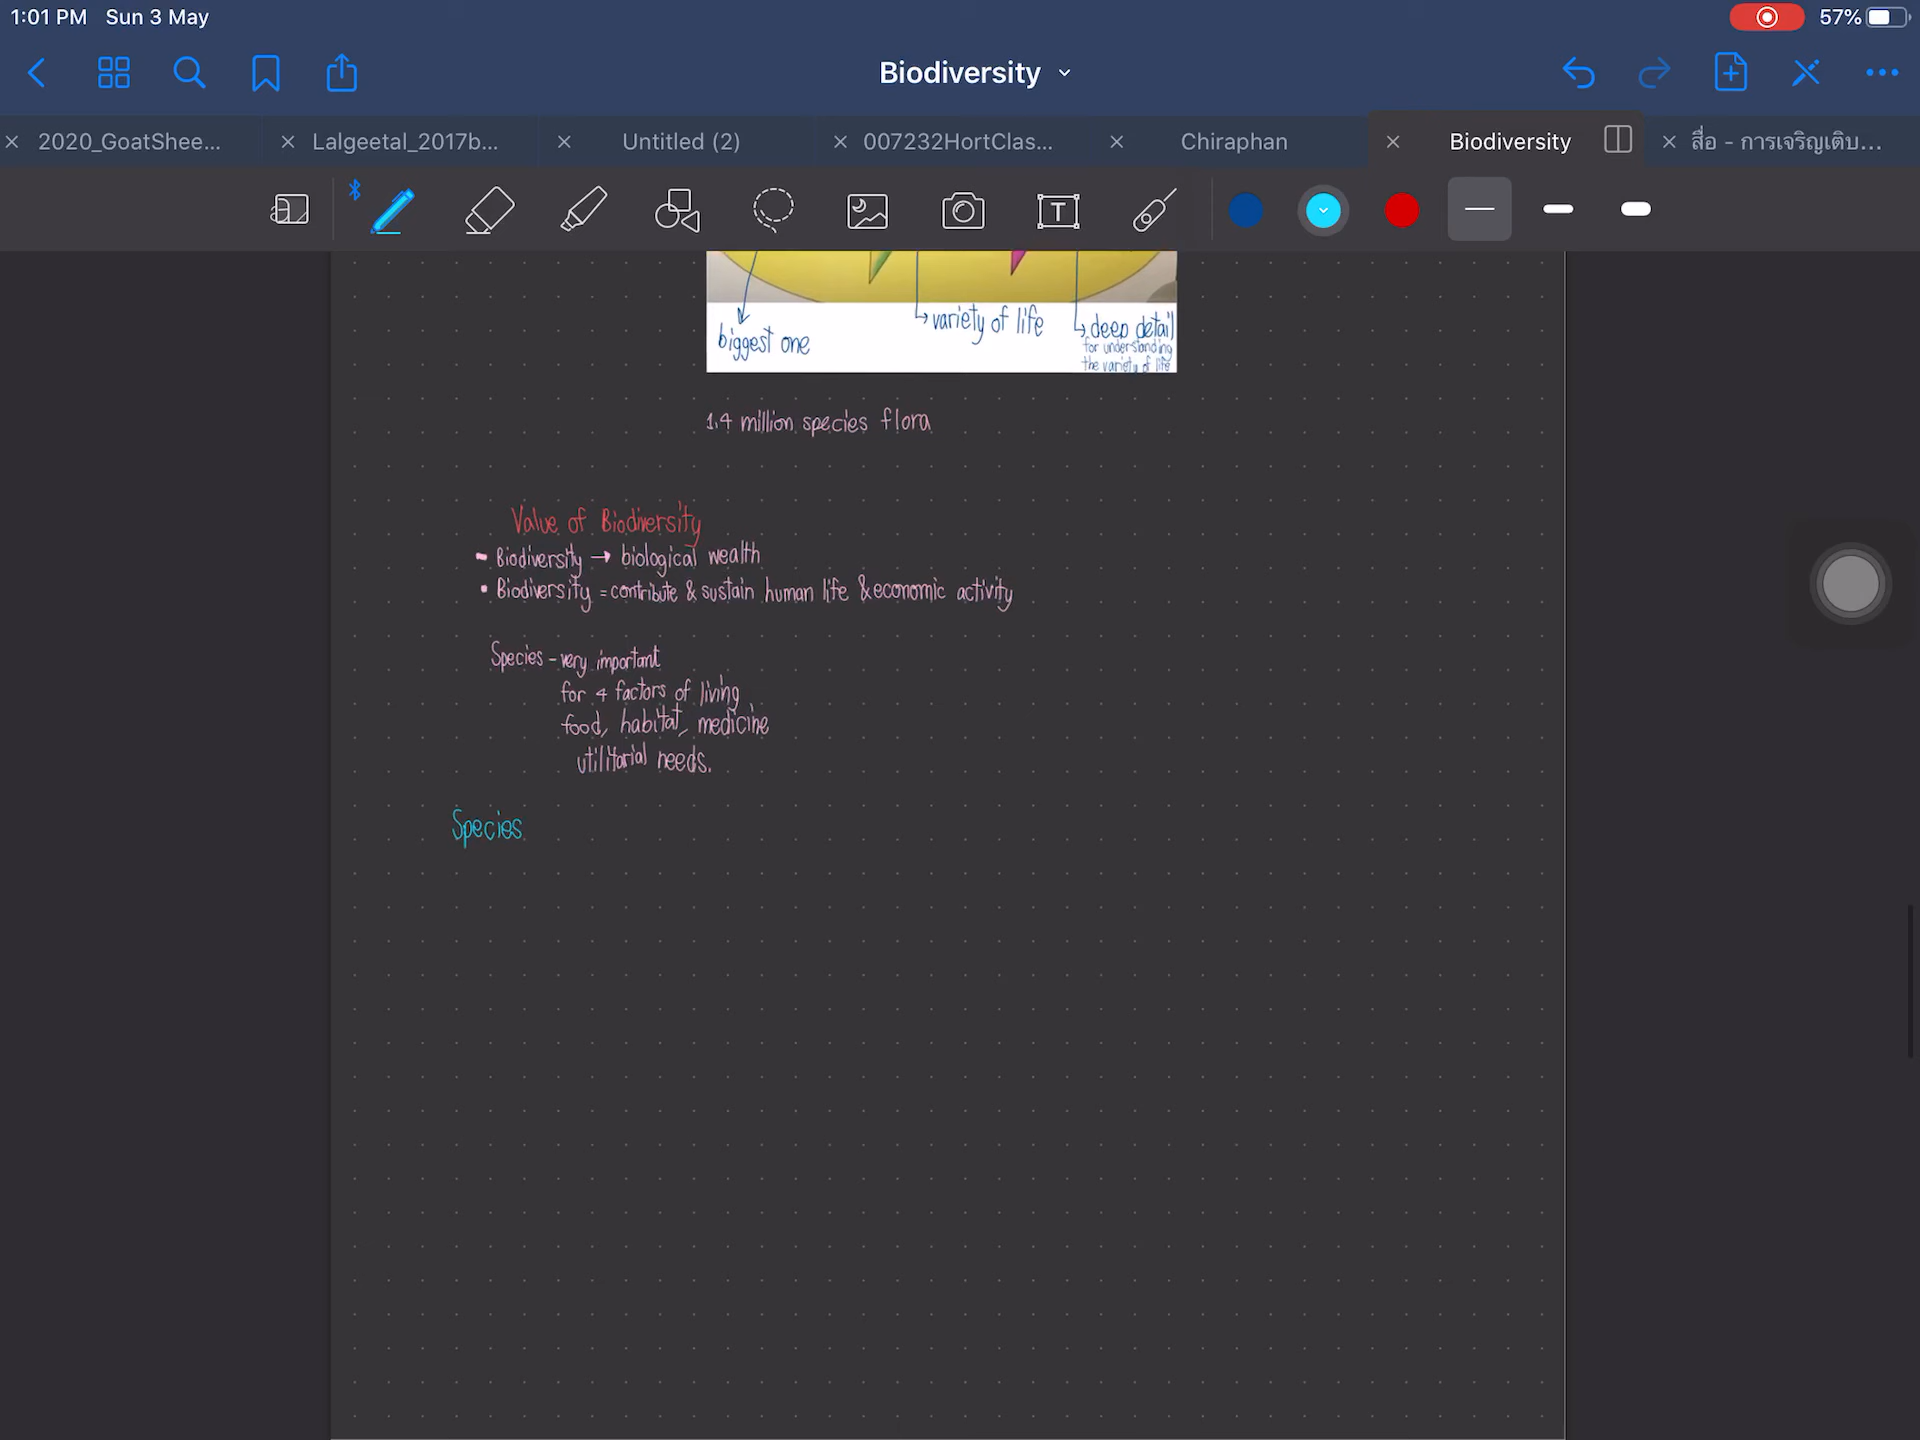 1:01 PM Sun 3 May
57%
Biodiversity
2020_GoatShee...
Lalgeetal_2017b...
Untitled (2)
007232HortClas...
Chiraphan
Biodiversity
สื่อ - การเจริญเติบ...
biggest one
variety of life
deep detail
for understanding
the variety of life
1.4 million species flora
Value of Biodiversity
- Biodiversity → biological wealth
• Biodiversity = contribute & sustain human life & economic activity
Species - very important
for 4 factors of living
food, habitat, medicine
utilitarial needs.
Species